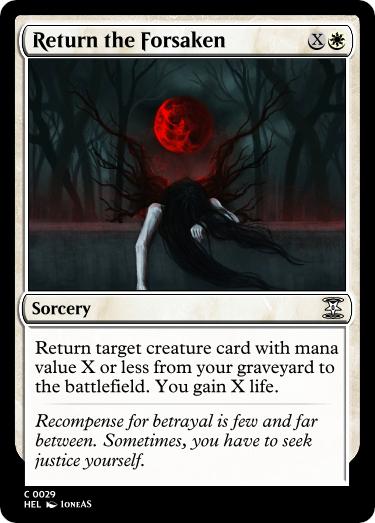 Return the Forsaken X
Sorcery
Return target creature card with mana
value X or less from your graveyard to
the battlefield. You gain X life.
Recompense for betrayal is few and far
between. Sometimes, you have to seek
justice yourself.
C 0029
HEL IoneAS